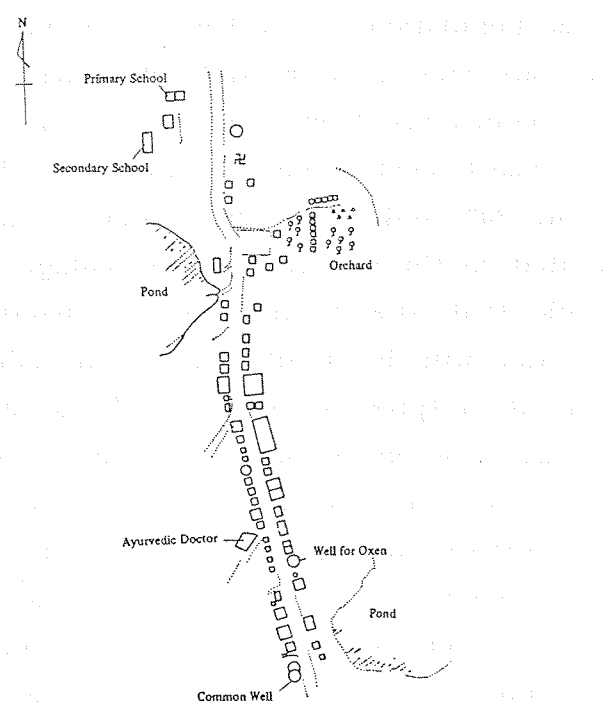 N
Primary School
Secondary School
Orchard
Pond
Ayurvedic Doctor
Well for Oxen
Pond
Common Well